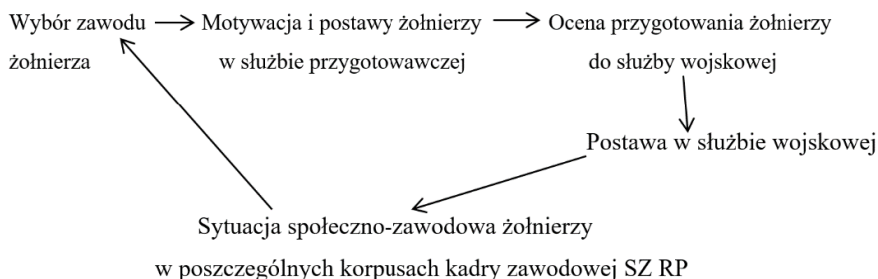 Wybór zawodu
żołnierza
Motywacja i postawy żołnierzy
w służbie przygotowawczej
Ocena przygotowania żołnierzy
do służby wojskowej
Postawa w służbie wojskowej
Sytuacja społeczno-zawodowa żołnierzy
w poszczególnych korpusach kadry zawodowej SZ RP